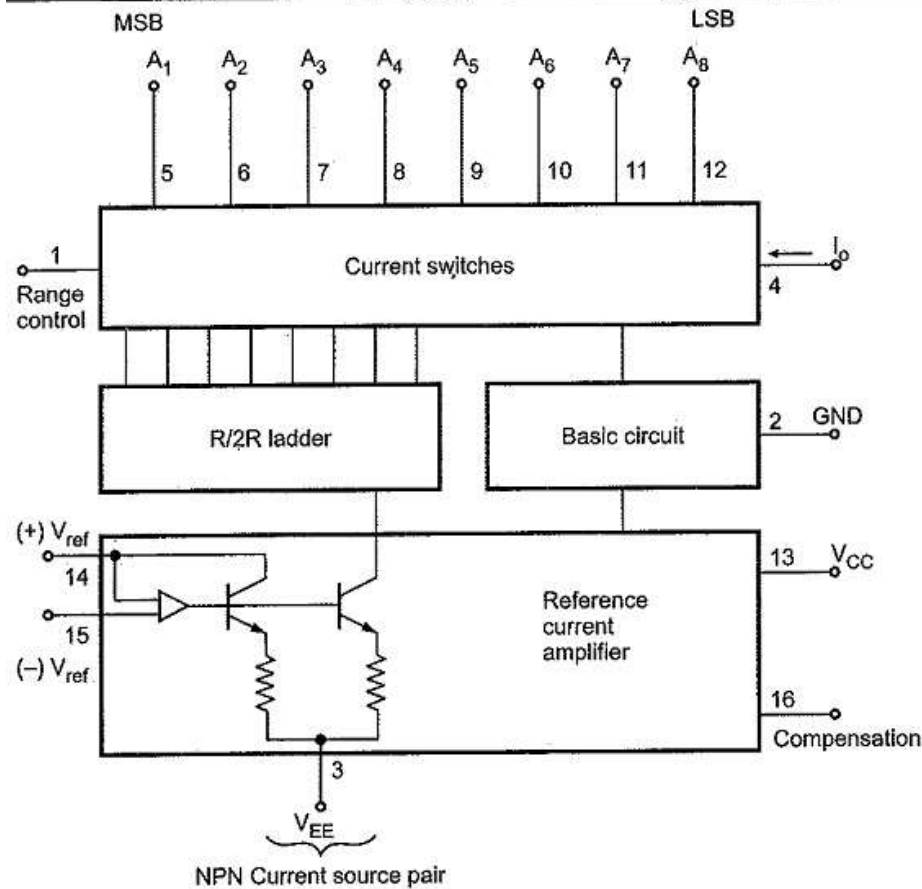 MSB LSB
A1 A2 A3 A4 A5 A6 A7 A8
5 6 7 8 9 10 11 12
1
Range
control
Current switches
Io
4
R/2R ladder
Basic circuit
2
GND
(+) Vref
14
15
(–) Vref
Reference
current
amplifier
13
VCC
16
Compensation
3
VEE
NPN Current source pair